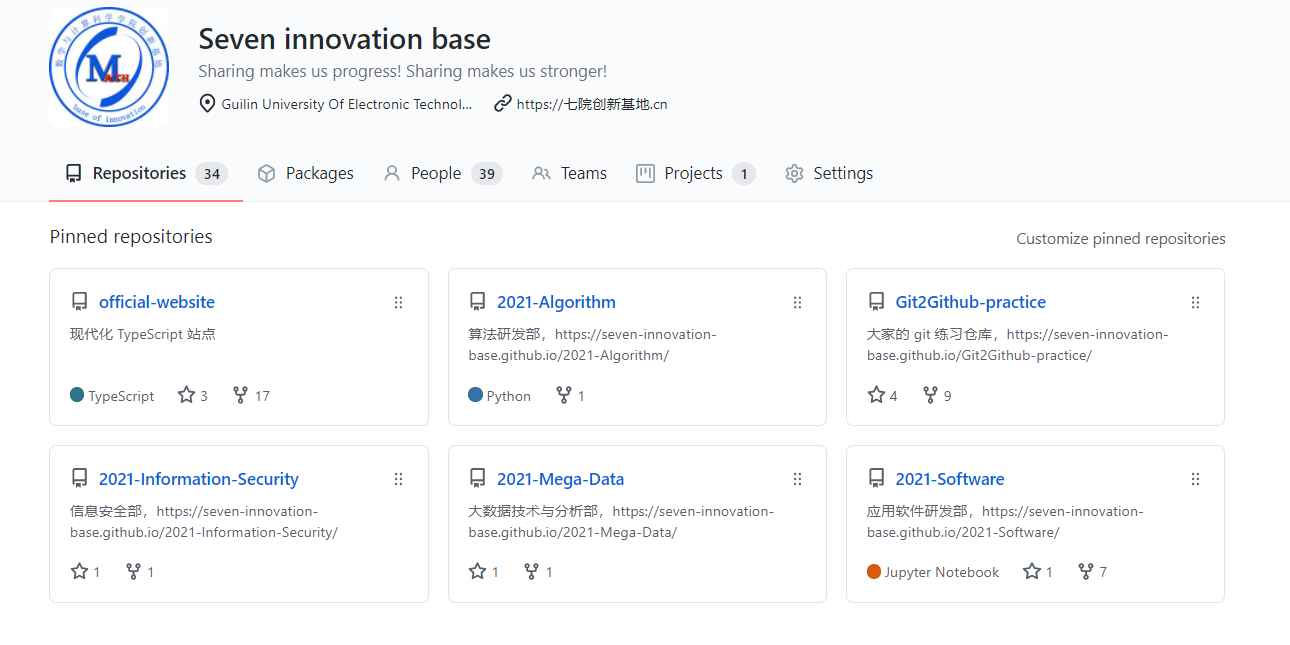 数学与计算科学学院创新基地
MATH
base of innovation
Seven innovation base
Sharing makes us progress! Sharing makes us stronger!
Guilin University Of Electronic Technol... https://七院创新基地.cn
Repositories 34 Packages People 39 Teams Projects 1 Settings
Pinned repositories Customize pinned repositories
official-website
现代化 TypeScript 站点
TypeScript 3 17
2021-Algorithm
算法研发部，https://seven-innovation-
base.github.io/2021-Algorithm/
Python 1
Git2Github-practice
大家的 git 练习仓库，https://seven-innovation-
base.github.io/Git2Github-practice/
4 9
2021-Information-Security
信息安全部，https://seven-innovation-
base.github.io/2021-Information-Security/
1 1
2021-Mega-Data
大数据技术与分析部，https://seven-innovation-
base.github.io/2021-Mega-Data/
1 1
2021-Software
应用软件研发部，https://seven-innovation-
base.github.io/2021-Software/
Jupyter Notebook 1 7